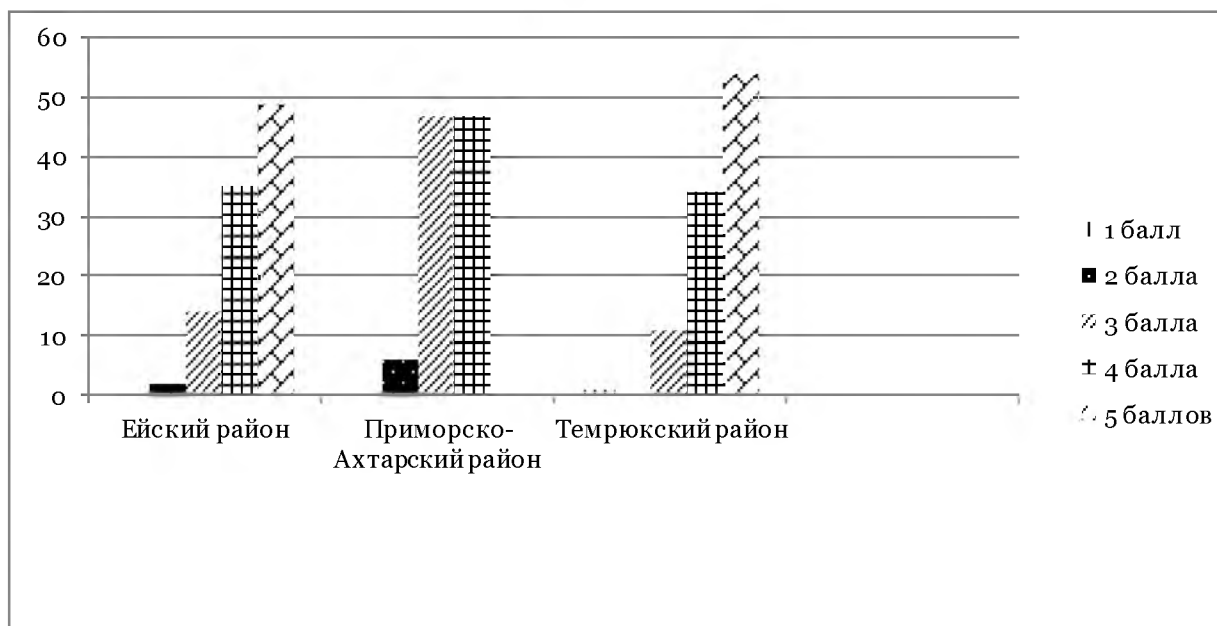 60
50
40
30
20
10
0
Ейский район
Приморско-
Ахтарский район
Темрюкский район
1 балл
2 балла
3 балла
4 балла
5 баллов